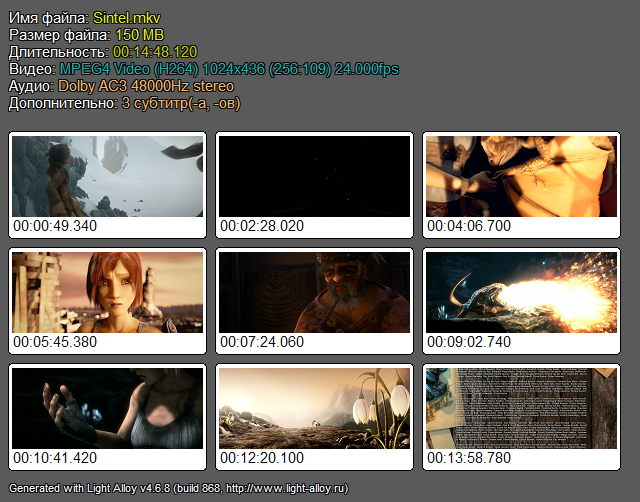 Имя файла: Sintel.mkv
Размер файла: 150 MB
Длительность: 00:14:48.120
Видео: MPEG4 Video (H264) 1024x436 (256:109) 24.000fps
Аудио: Dolby AC3 48000Hz stereo
Дополнительно: 3 субтитр(-а, -ов)
00:00:49.340
00:02:28.020
00:04:06.700
00:05:45.380
00:07:24.060
00:09:02.740
00:10:41.420
00:12:20.100
00:13:58.780
Generated with Light Alloy v4.6.8 (build 868, http://www.light-alloy.ru)